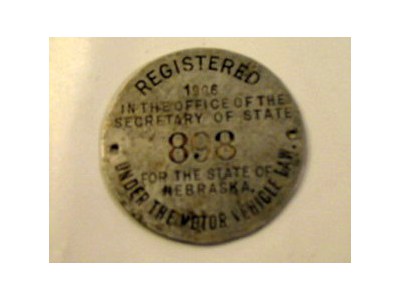 REGISTERED
1906
IN THE OFFICE OF THE
SECRETARY OF STATE
898
FOR THE STATE OF
NEBRASKA.
UNDER THE MOTOR VEHICLE LAW.